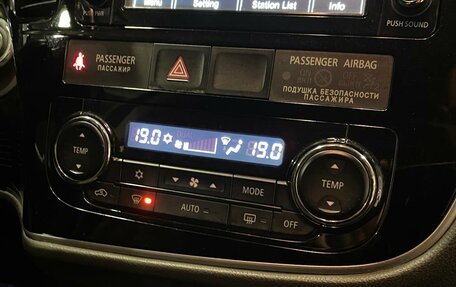 Menu Setting Station List Info
PUSH SOUND
PASSENGER
ПАССАЖИР
PASSENGER AIRBAG
ПОДУШКА БЕЗОПАСНОСТИ
ПАССАЖИРА
19.0 19.0
TEMP
TEMP
MODE
AUTO
OFF